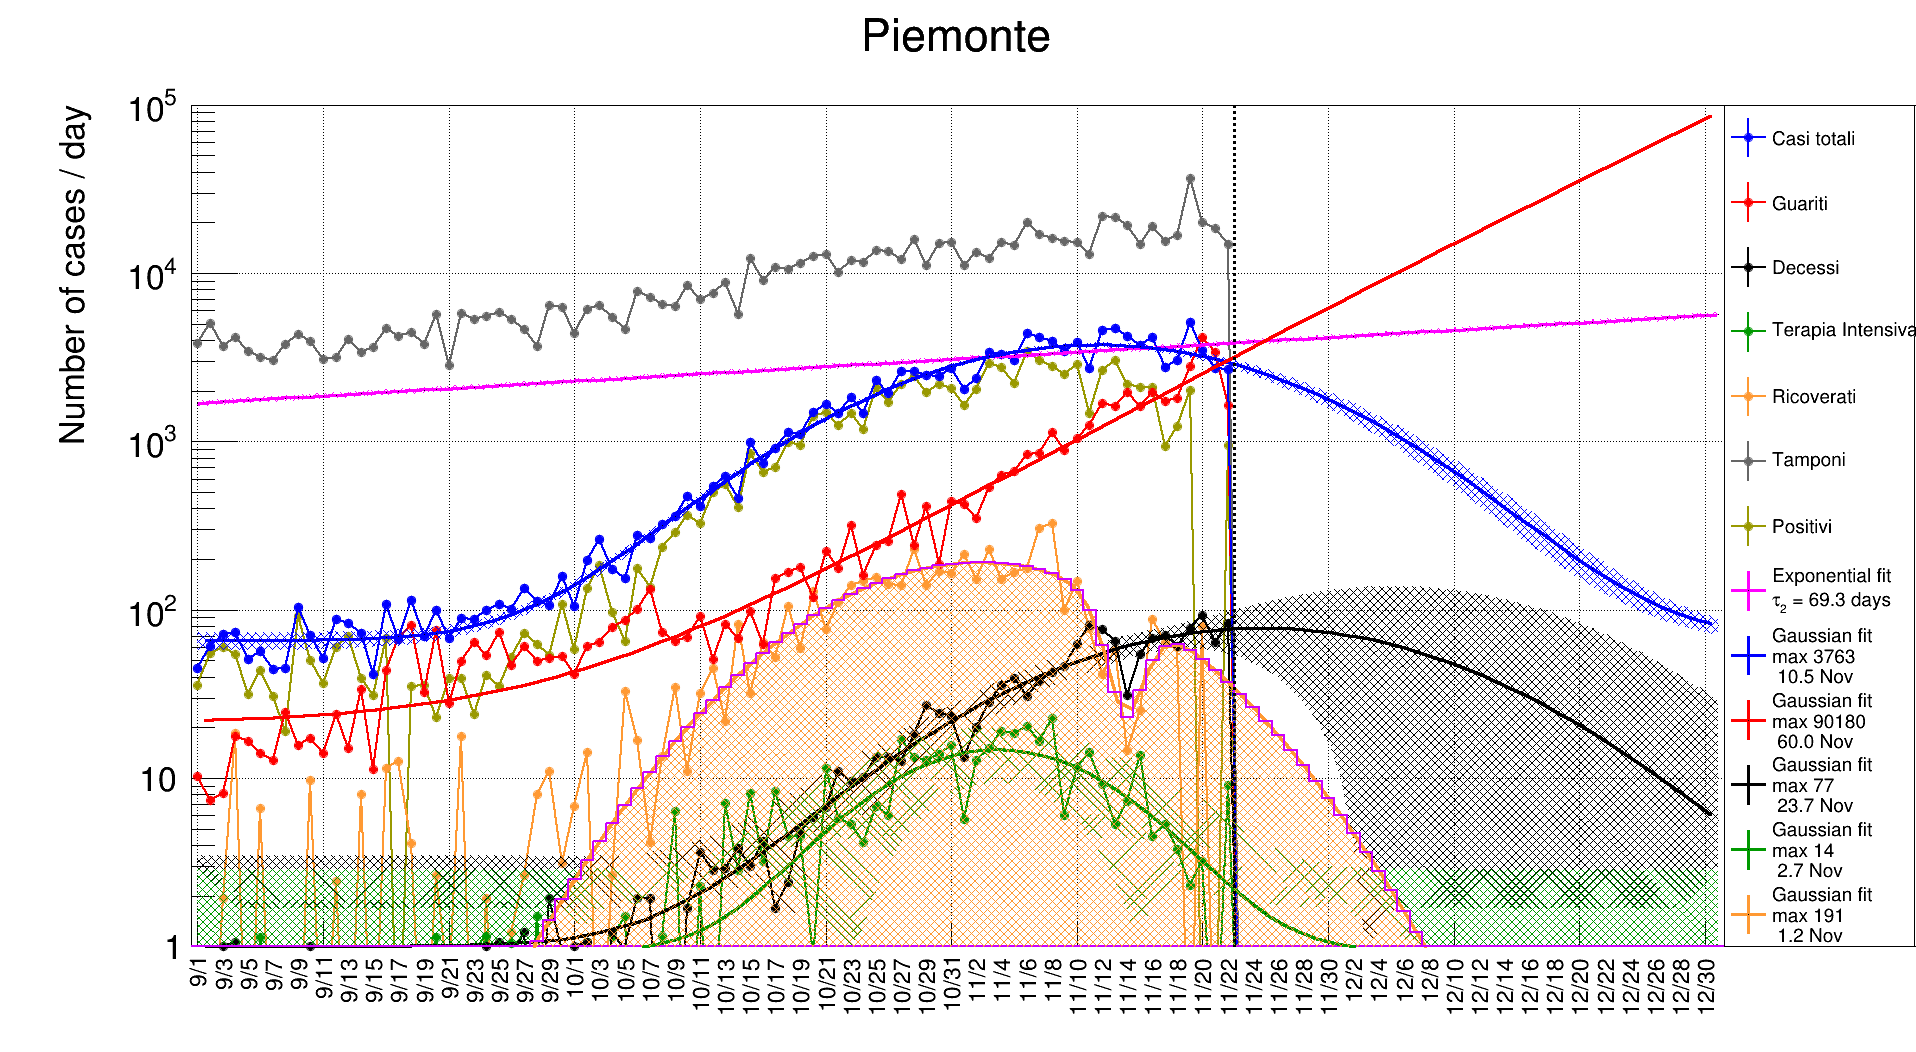 Piemonte
Number of cases / day
10^5
10^4
10^3
10^2
10
1
9/1
9/3
9/5
9/7
9/9
9/11
9/13
9/15
9/17
9/19
9/21
9/23
9/25
9/27
9/29
10/1
10/3
10/5
10/7
10/9
10/11
10/13
10/15
10/17
10/19
10/21
10/23
10/25
10/27
10/29
10/31
11/2
11/4
11/6
11/8
11/10
11/12
11/14
11/16
11/18
11/20
11/22
11/24
11/26
11/28
11/30
12/2
12/4
12/6
12/8
12/10
12/12
12/14
12/16
12/18
12/20
12/22
12/24
12/26
12/28
12/30
Casi totali
Guariti
Decessi
Terapia Intensiva
Ricoverati
Tamponi
Positivi
Exponential fit
τ₂ = 69.3 days
Gaussian fit
max 3763
10.5 Nov
Gaussian fit
max 90180
60.0 Nov
Gaussian fit
max 77
23.7 Nov
Gaussian fit
max 14
2.7 Nov
Gaussian fit
max 191
1.2 Nov